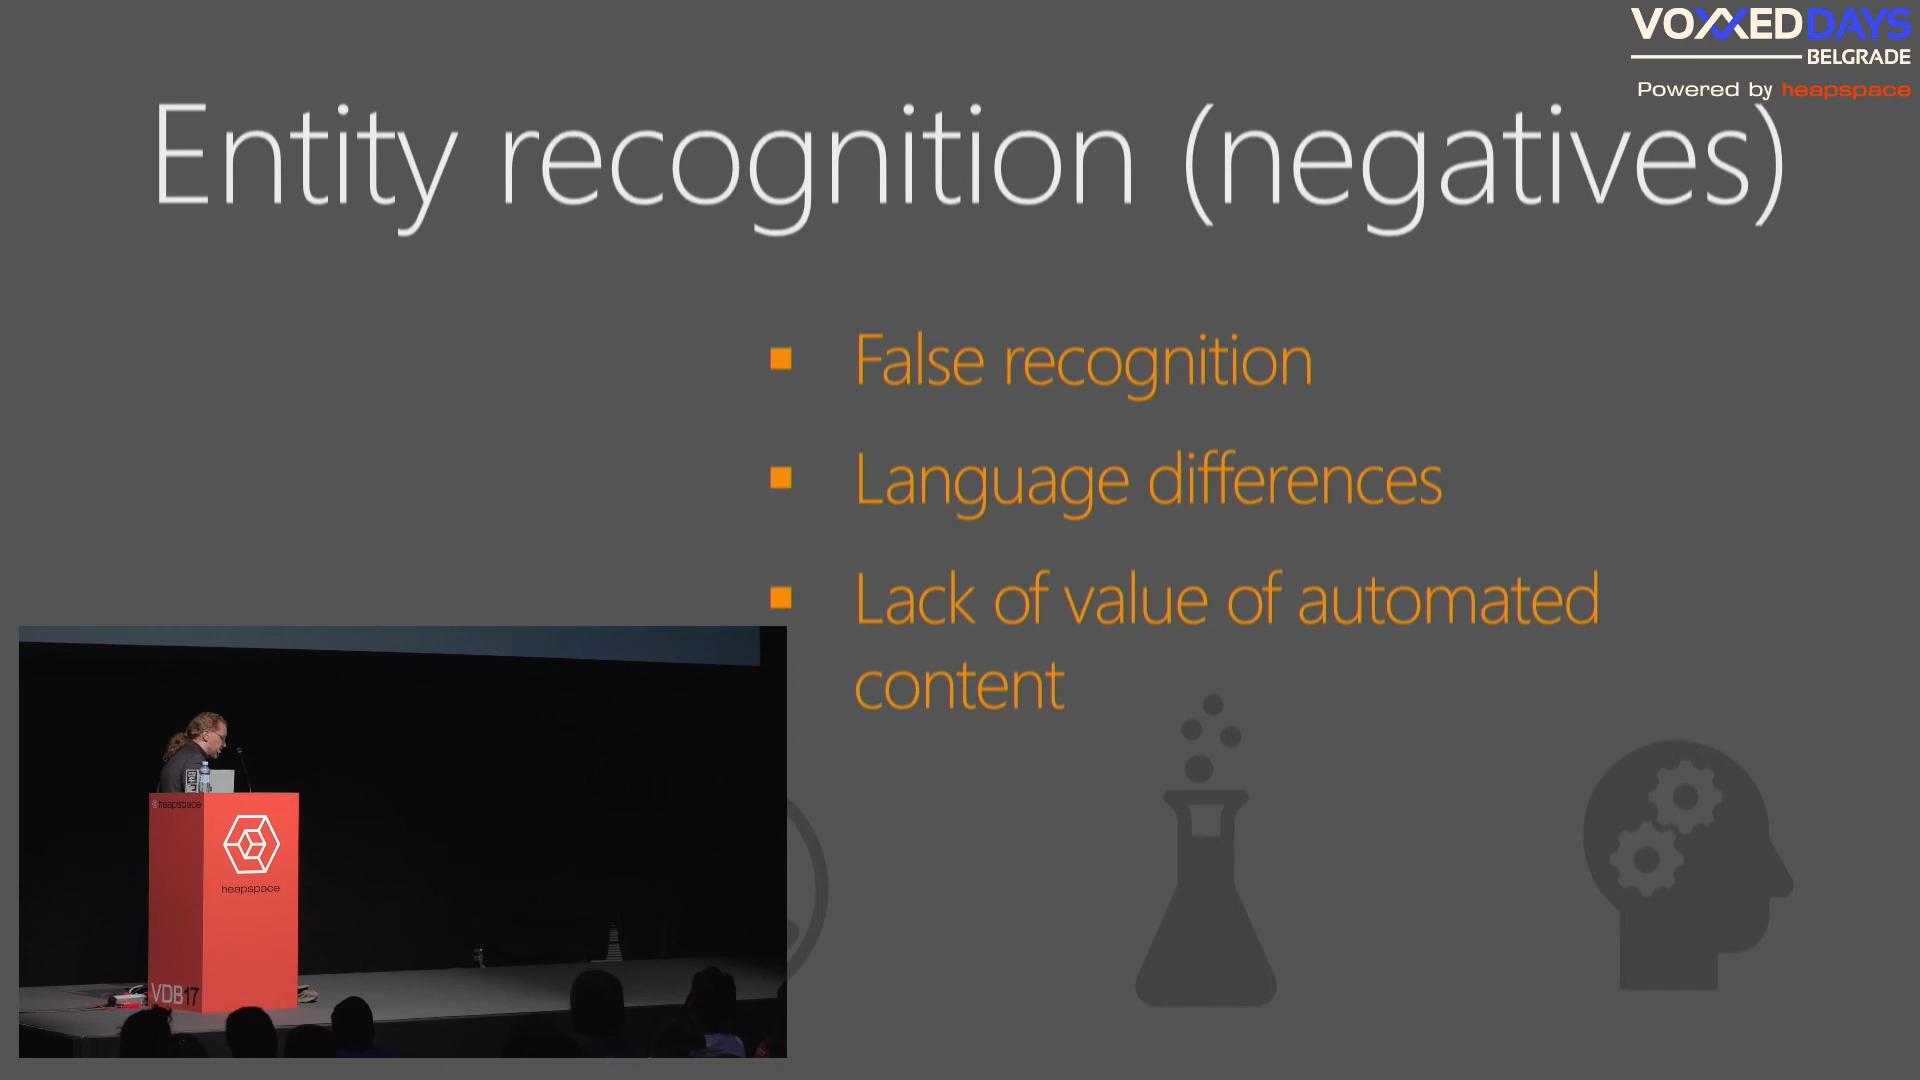 VOXXED DAYS
BELGRADE
Powered by heapspace
Entity recognition (negatives)
False recognition
Language differences
Lack of value of automated
content
heapspace
heapspace
VDB17